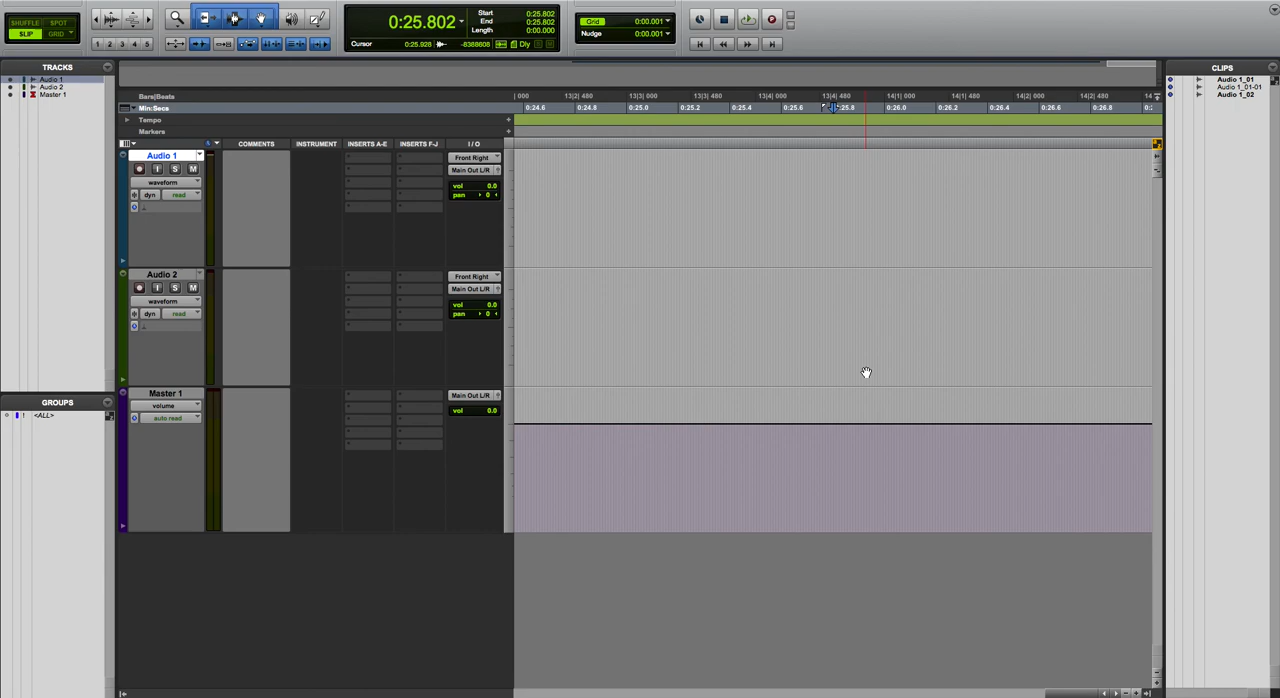 SHUFFLE SPOT
SLIP GRID
1 2 3 4 5
0:25.802
Start 0:25.802
End 0:25.802
Length 0:00.000
Cursor 0:25.928 -8388608 Dly
Grid 0:00.001
Nudge 0:00.001
TRACKS
Audio 1
Audio 2
Master 1
GROUPS
1 <ALL>
Bars|Beats
Min:Secs
Tempo
Markers
000 13|2| 480 13|3| 000 13|3| 480 13|4| 000 13|4| 480 14|1| 000 14|1| 480 14|2| 000 14|2| 480 14
0:24.6 0:24.8 0:25.0 0:25.2 0:25.4 0:25.6 0:25.8 0:26.0 0:26.2 0:26.4 0:26.6 0:26.8
COMMENTS INSTRUMENT INSERTS A-E INSERTS F-J I / O
Audio 1
I S M
waveform
dyn read
Front Right
Main Out L/R
vol 0.0
pan 0
Audio 2
I S M
waveform
dyn read
Front Right
Main Out L/R
vol 0.0
pan 0
Master 1
volume
auto read
Main Out L/R
vol 0.0
CLIPS
Audio 1_01
Audio 1_01-01
Audio 1_02